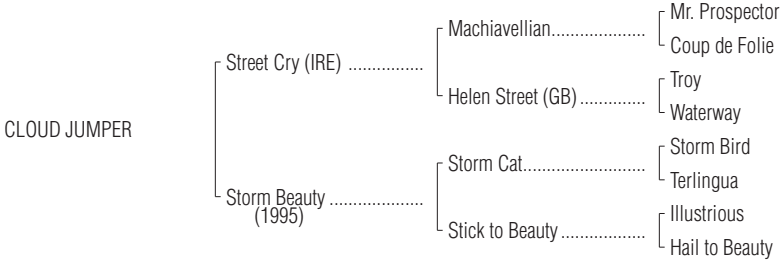 Mr. Prospector
Machiavellian....................
Coup de Folie
Street Cry (IRE) ................
Troy
Helen Street (GB) ..............
Waterway
CLOUD JUMPER
Storm Bird
Storm Cat..........................
Terlingua
Storm Beauty ....................
(1995)
Illustrious
Stick to Beauty ..................
Hail to Beauty